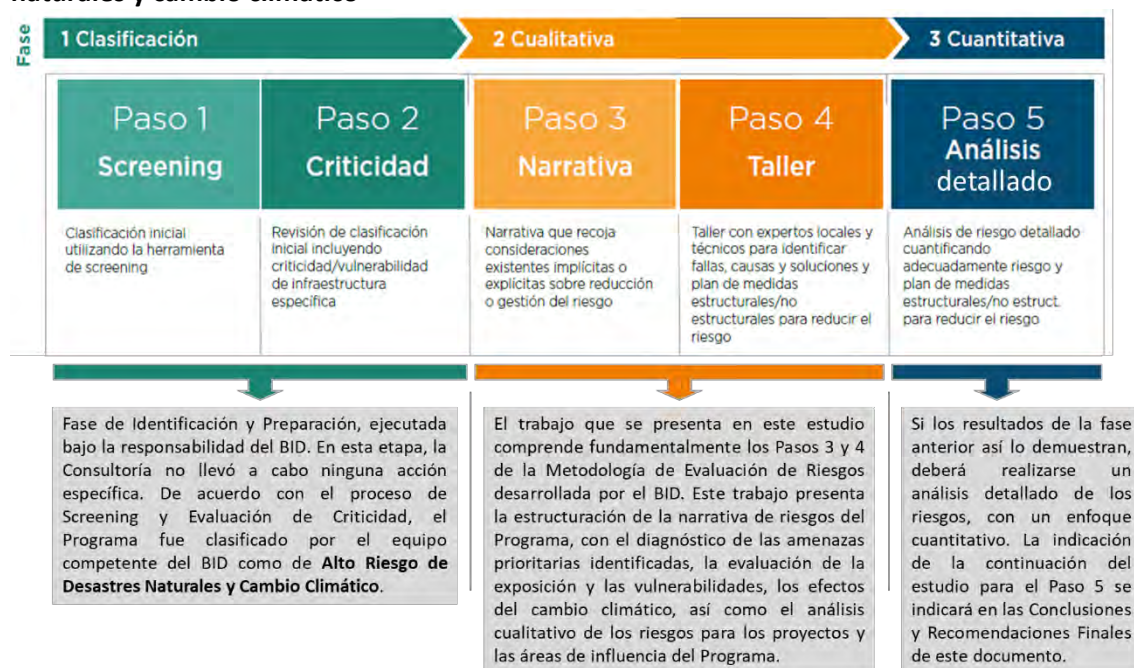 naturales y cambio climático
Fase
1 Clasificación
2 Cualitativa
3 Cuantitativa
Paso 1
Screening
Paso 2
Criticidad
Paso 3
Narrativa
Paso 4
Taller
Paso 5
Análisis
detallado
Clasificación inicial
utilizando la herramienta
de screening
Revisión de clasificación
inicial incluyendo
criticidad/vulnerabilidad
de infraestructura
específica
Narrativa que recoja
consideraciones
existentes implícitas o
explícitas sobre reducción
o gestión del riesgo
Taller con expertos locales y
técnicos para identificar
fallas, causas y soluciones y
plan de medidas
estructurales/no
estructurales para reducir el
riesgo
Análisis de riesgo detallado
cuantificando
adecuadamente riesgo y
plan de medidas
estructurales/no estruct.
para reducir el riesgo
Fase de Identificación y Preparación, ejecutada
bajo la responsabilidad del BID. En esta etapa, la
Consultoría no llevó a cabo ninguna acción
específica. De acuerdo con el proceso de
Screening y Evaluación de Criticidad, el
Programa fue clasificado por el equipo
competente del BID como de Alto Riesgo de
Desastres Naturales y Cambio Climático.
El trabajo que se presenta en este estudio
comprende fundamentalmente los Pasos 3 y 4
de la Metodología de Evaluación de Riesgos
desarrollada por el BID. Este trabajo presenta
la estructuración de la narrativa de riesgos del
Programa, con el diagnóstico de las amenazas
prioritarias identificadas, la evaluación de la
exposición y las vulnerabilidades, los efectos
del cambio climático, así como el análisis
cualitativo de los riesgos para los proyectos y
las áreas de influencia del Programa.
Si los resultados de la fase
anterior así lo demuestran,
deberá realizarse un
análisis detallado de los
riesgos, con un enfoque
cuantitativo. La indicación
de la continuación del
estudio para el Paso 5 se
indicará en las Conclusiones
y Recomendaciones Finales
de este documento.